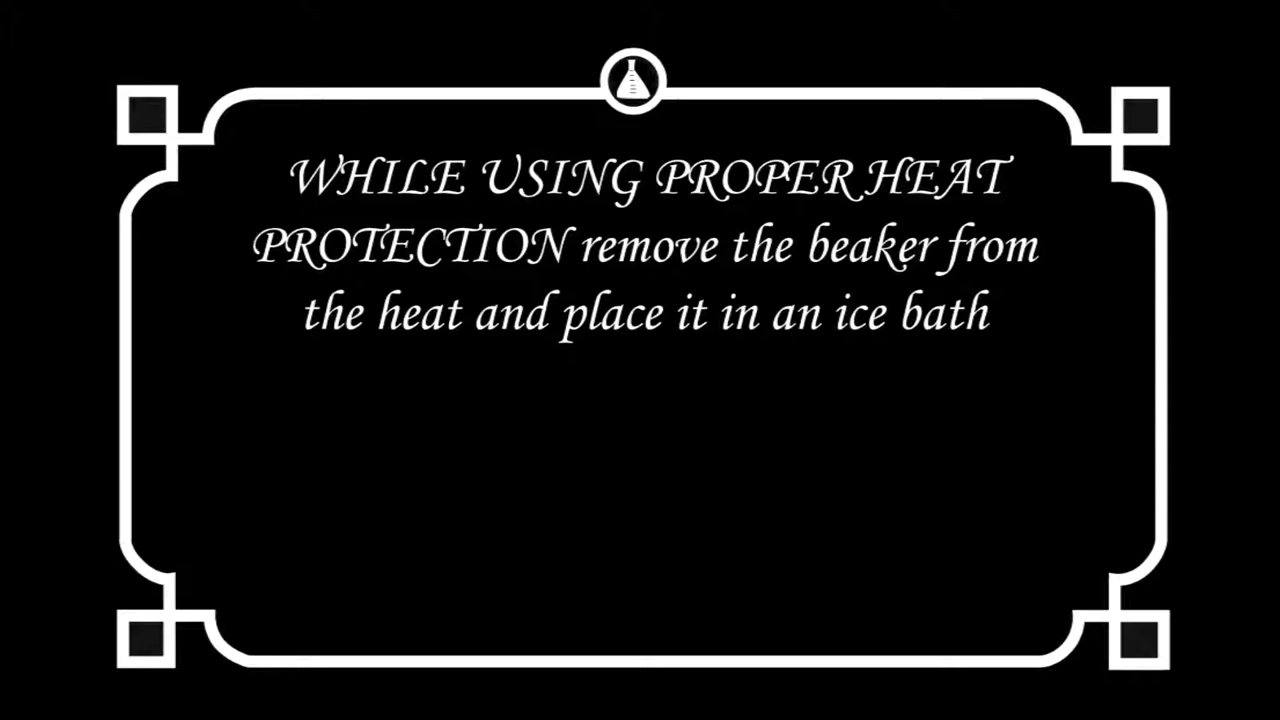 WHILE USING PROPER HEAT
PROTECTION remove the beaker from
the heat and place it in an ice bath